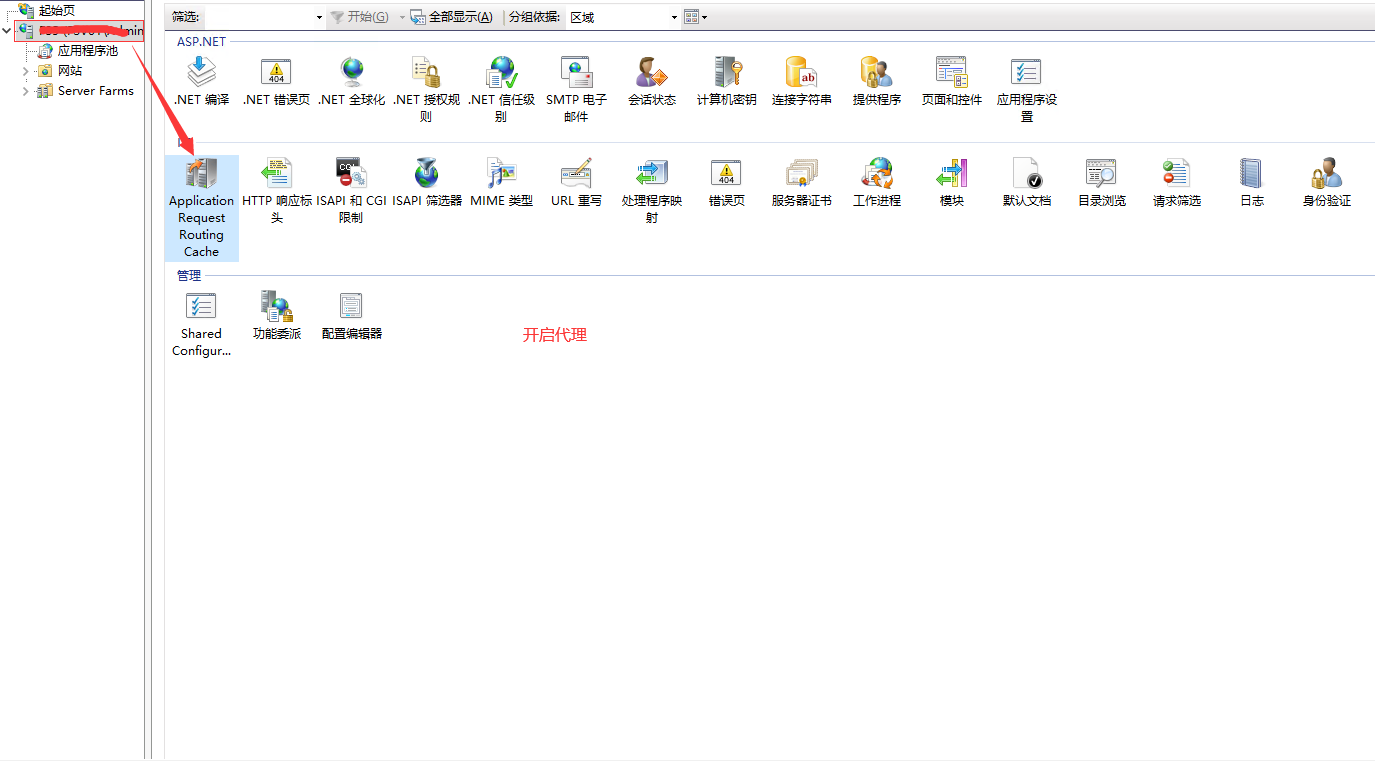 起始页
应用程序池
网站
Server Farms
筛选:
开始(G)
全部显示(A)
分组依据:
区域
ASP.NET
.NET 编译
.NET 错误页
.NET 全球化
.NET 授权规
则
.NET 信任级
别
SMTP 电子
邮件
会话状态
计算机密钥
连接字符串
提供程序
页面和控件
应用程序设
置
Application
Request
Routing
Cache
HTTP 响应标
头
ISAPI 和 CGI
限制
ISAPI 筛选器
MIME 类型
URL 重写
处理程序映
射
错误页
服务器证书
工作进程
模块
默认文档
目录浏览
请求筛选
日志
身份验证
管理
Shared
Configur...
功能委派
配置编辑器
开启代理